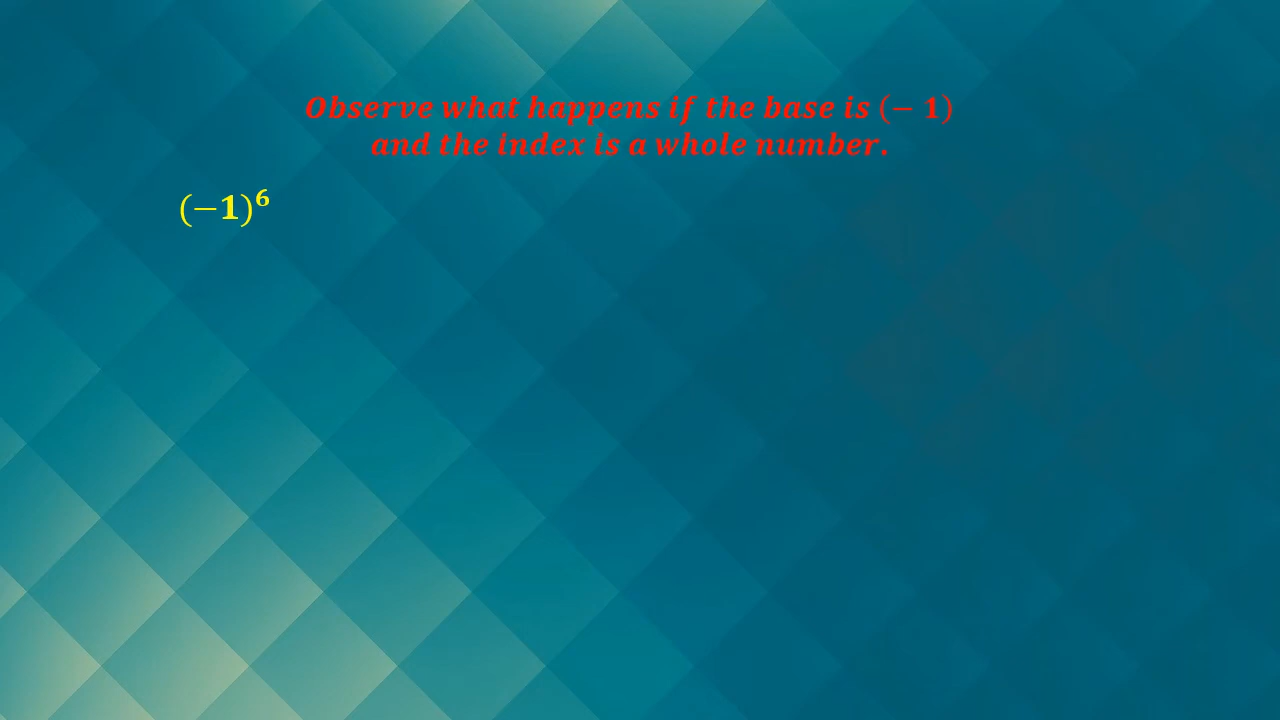 Observe what happens if the base is (− 1)
and the index is a whole number.
(−1)⁶